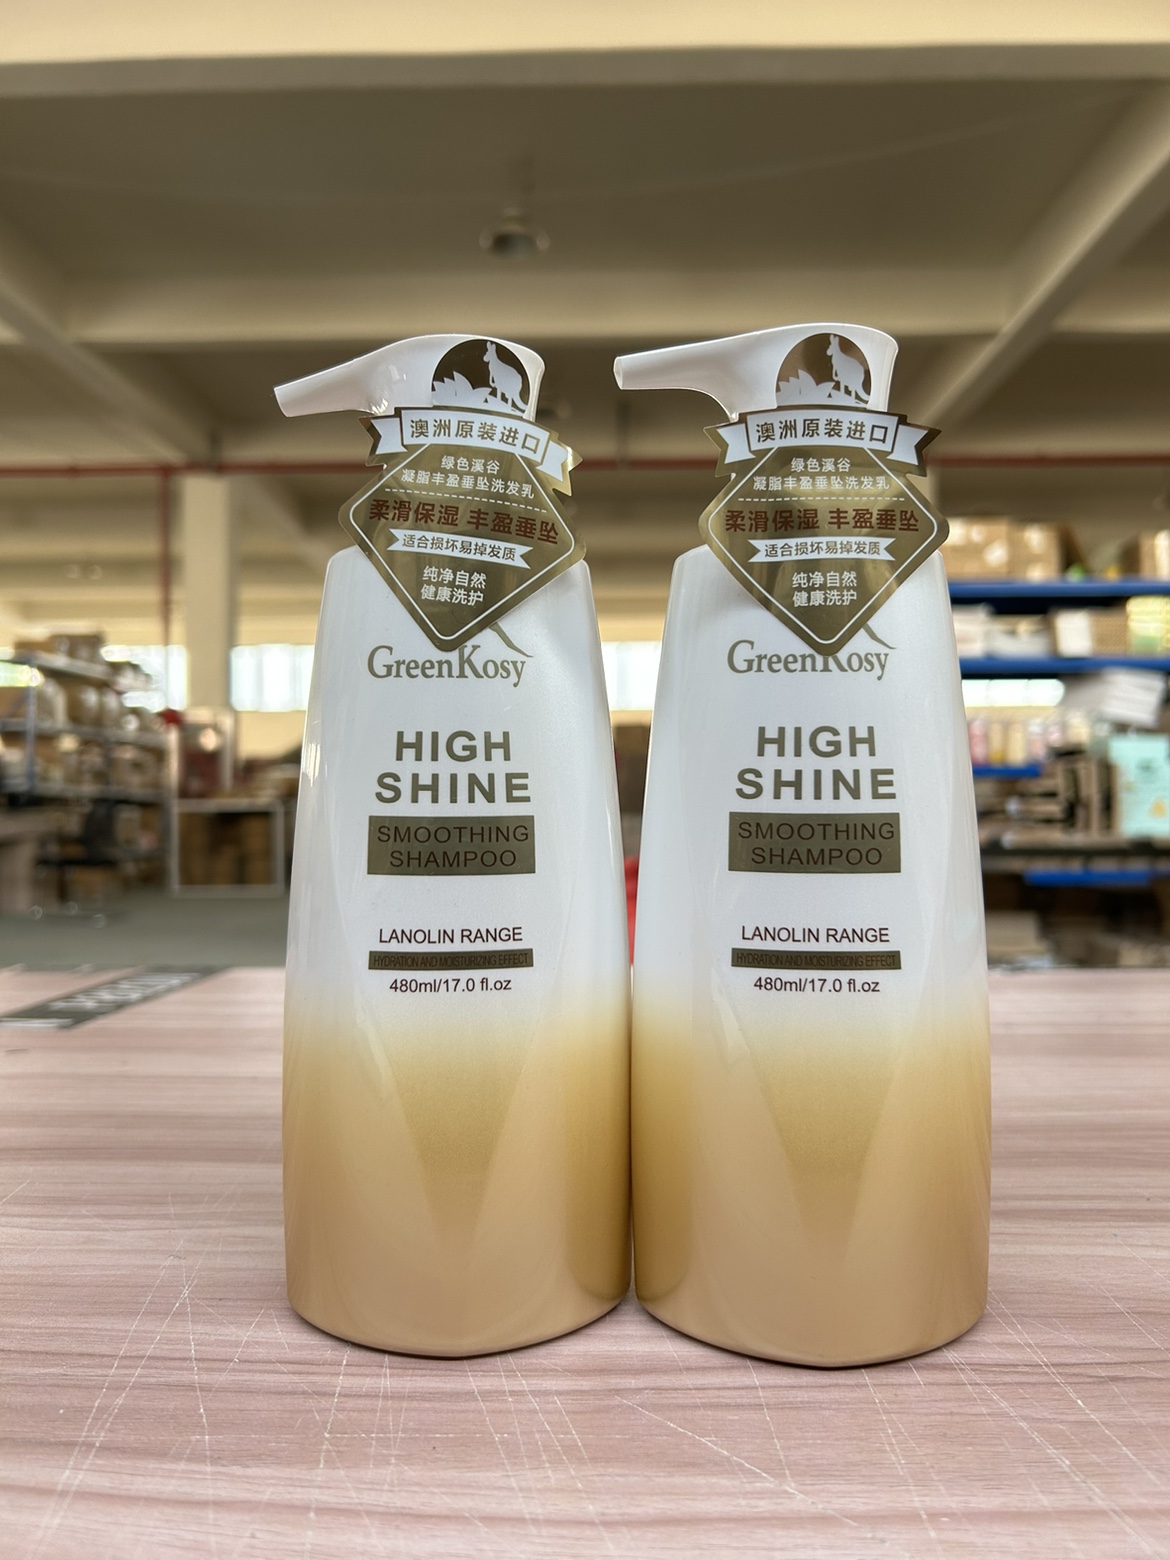 澳洲原装进口
绿色溪谷
凝脂丰盈垂坠洗发乳
柔滑保湿 丰盈垂坠
适合损坏易掉发质
纯净自然
健康洗护
GreenKosy
HIGH
SHINE
SMOOTHING
SHAMPOO
LANOLIN RANGE
HYDRATION AND MOISTURIZING EFFECT
480ml/17.0 fl.oz
澳洲原装进口
绿色溪谷
凝脂丰盈垂坠洗发乳
柔滑保湿 丰盈垂坠
适合损坏易掉发质
纯净自然
健康洗护
GreenKosy
HIGH
SHINE
SMOOTHING
SHAMPOO
LANOLIN RANGE
HYDRATION AND MOISTURIZING EFFECT
480ml/17.0 fl.oz